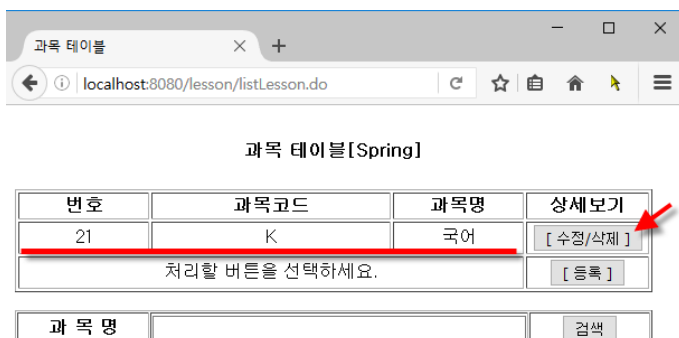 과목 테이블
localhost:8080/lesson/listLesson.do
과목 테이블[Spring]
번호 과목코드 과목명 상세보기
21 K 국어 [ 수정/삭제 ]
처리할 버튼을 선택하세요. [ 등록 ]
과 목 명 검색